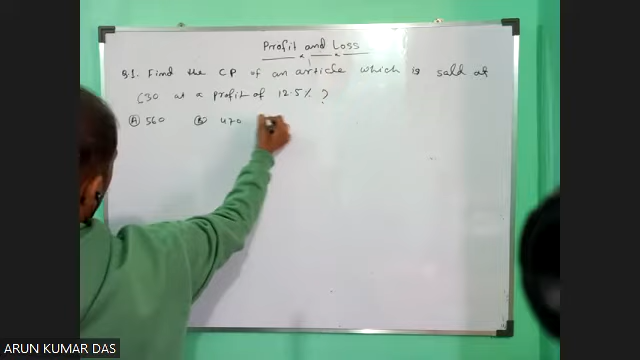 Profit and Loss
Q.1. Find the CP of an article which is sold at
630 at a profit of 12.5% ?
(A) 560 (B) 470
ARUN KUMAR DAS